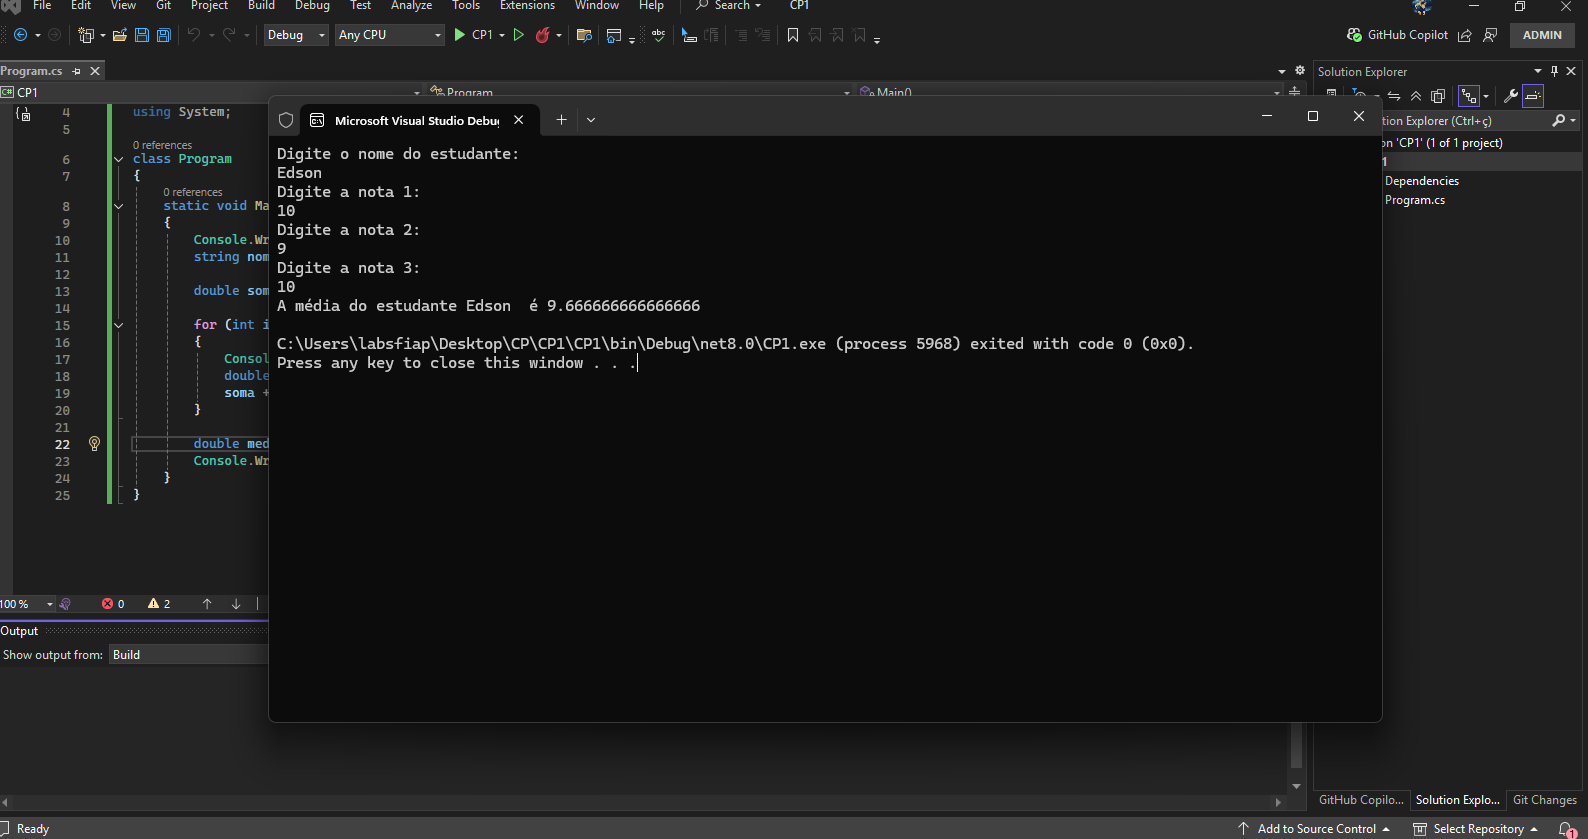 File Edit View Git Project Build Debug Test Analyze Tools Extensions Window Help Search CP1
Debug Any CPU CP1 GitHub Copilot ADMIN
Program.cs
CP1 Program Main()
4 using System;
5
0 references
6 class Program
7 {
0 references
8 static void Ma
9 {
10 Console.Wr
11 string nom
12
13 double som
14
15 for (int i
16 {
17 Consol
18 double
19 soma +
20 }
21
22 double med
23 Console.Wr
24 }
25 }
100 % 0 2
Output
Show output from: Build
Microsoft Visual Studio Debug
Digite o nome do estudante:
Edson
Digite a nota 1:
10
Digite a nota 2:
9
Digite a nota 3:
10
A média do estudante Edson  é 9.666666666666666
C:\Users\labsfiap\Desktop\CP\CP1\CP1\bin\Debug\net8.0\CP1.exe (process 5968) exited with code 0 (0x0).
Press any key to close this window . . .
Solution Explorer
tion Explorer (Ctrl+ç)
on 'CP1' (1 of 1 project)
1
Dependencies
Program.cs
GitHub Copilo... Solution Explo... Git Changes
Ready Add to Source Control Select Repository 1